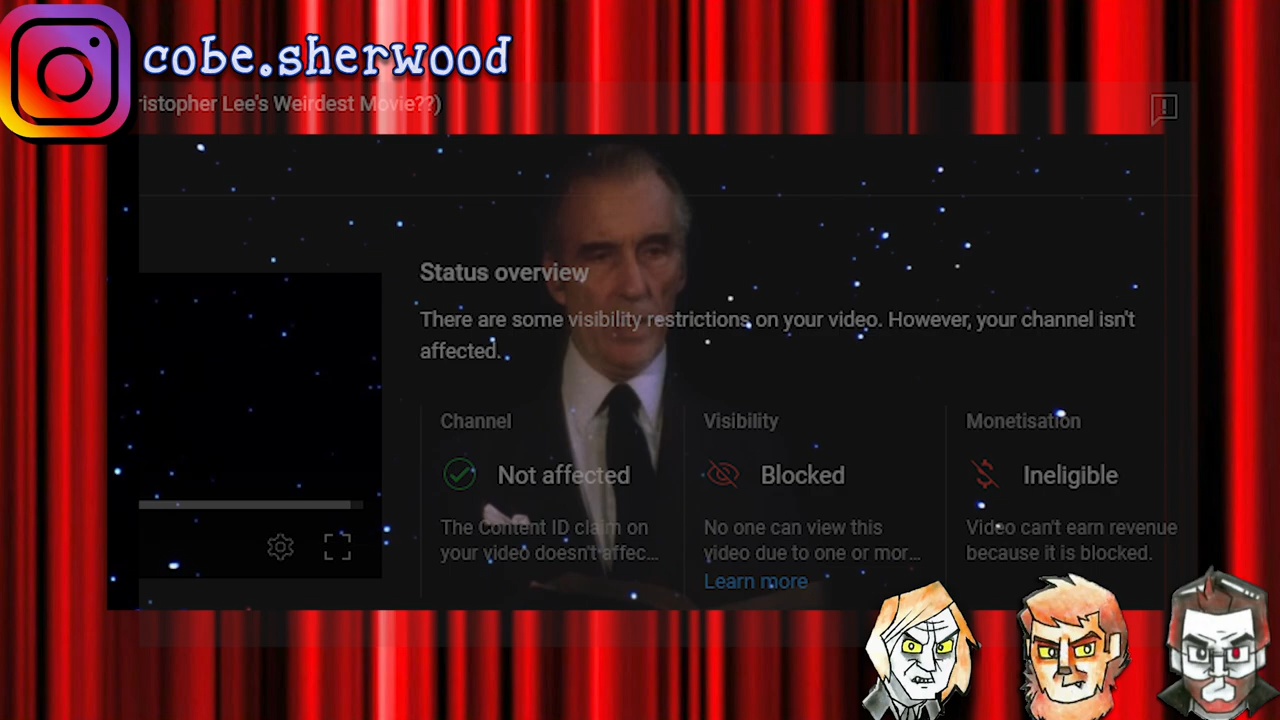 cobe.sherwood
ristopher Lee's Weirdest Movie??)
Status overview
There are some visibility restrictions on your video. However, your channel isn't
affected.
Channel
Not affected
The Content ID claim on
your video doesn't affec...
Visibility
Blocked
No one can view this
video due to one or mor...
Learn more
Monetisation
Ineligible
Video can't earn revenue
because it is blocked.